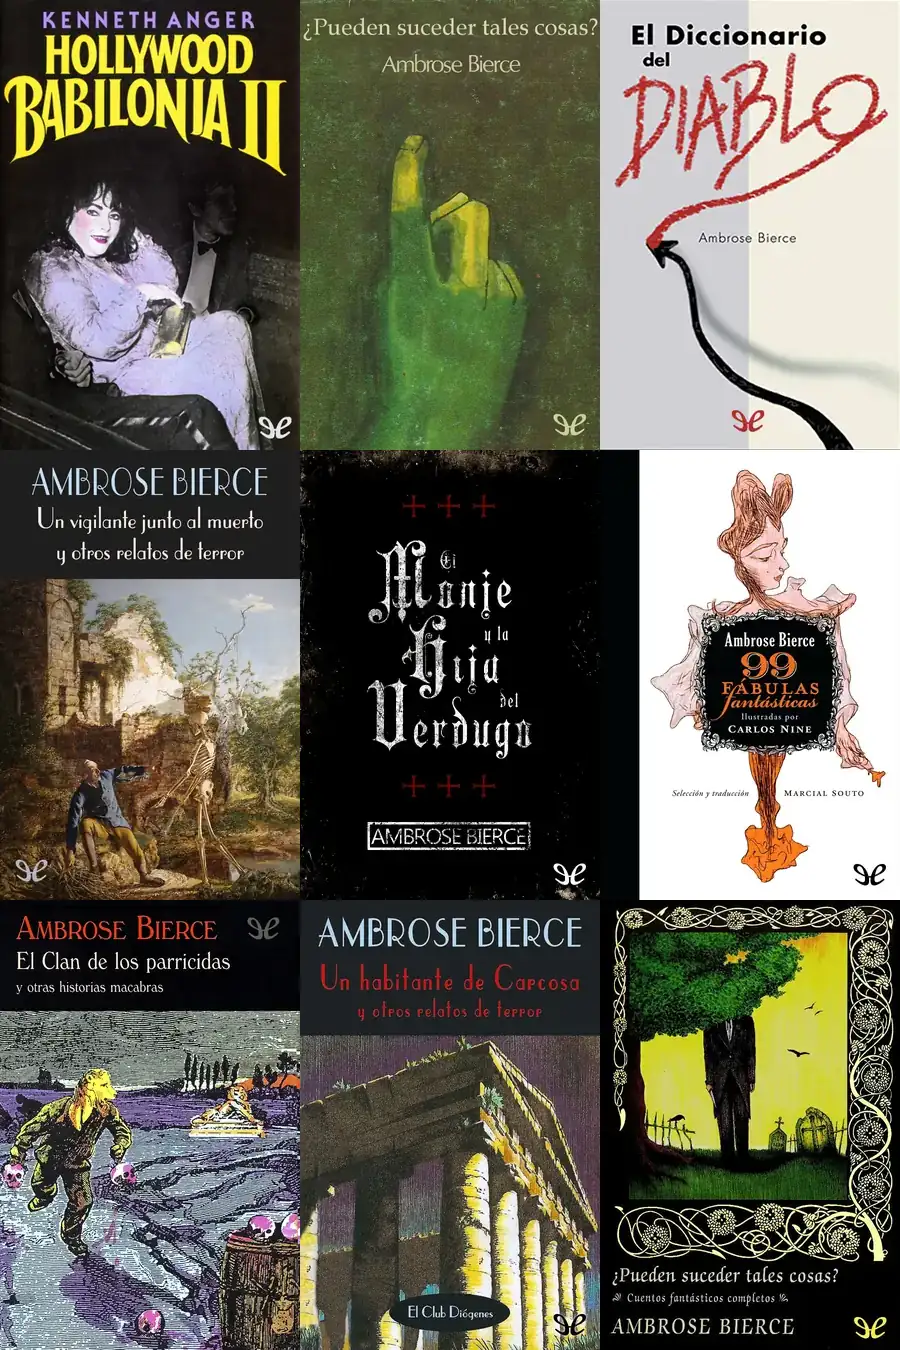 KENNETH ANGER
HOLLYWOOD
BABILONIA II
¿Pueden suceder tales cosas?
Ambrose Bierce
El Diccionario
del
DIABLO
Ambrose Bierce
AMBROSE BIERCE
Un vigilante junto al muerto
y otros relatos de terror
El
Monje
y la
Hija
del
Verdugo
AMBROSE BIERCE
Ambrose Bierce
99
FÁBULAS
fantásticas
Ilustradas por
CARLOS NINE
Selección y traducción MARCIAL SOUTO
AMBROSE BIERCE
El Clan de los parricidas
y otras historias macabras
AMBROSE BIERCE
Un habitante de Carcosa
y otros relatos de terror
El Club Diógenes
¿Pueden suceder tales cosas?
Cuentos fantásticos completos
AMBROSE BIERCE